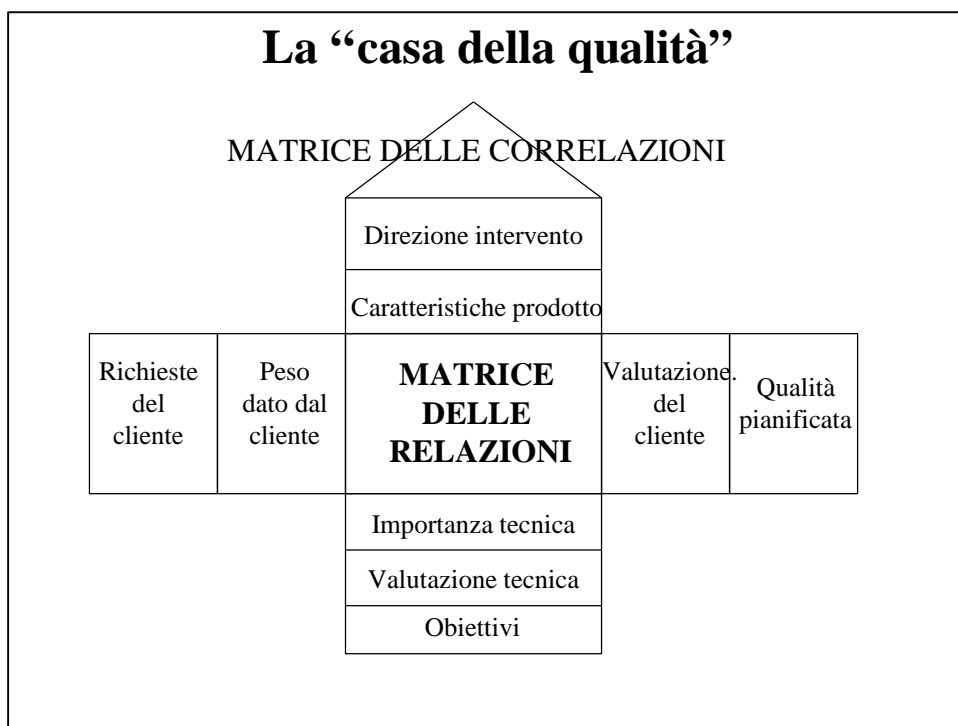 La “casa della qualità”
MATRICE DELLE CORRELAZIONI
Direzione intervento
Caratteristiche prodotto
Richieste
del
cliente
Peso
dato dal
cliente
MATRICE
DELLE
RELAZIONI
Valutazione.
del
cliente
Qualità
pianificata
Importanza tecnica
Valutazione tecnica
Obiettivi